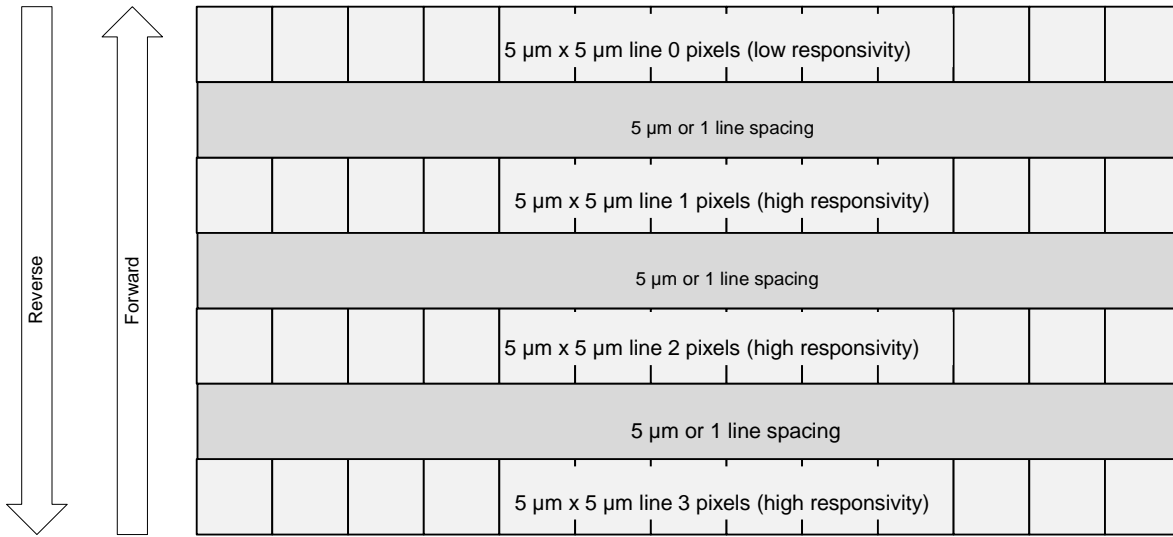 Reverse
Forward
5 µm x 5 µm line 0 pixels (low responsivity)
5 µm or 1 line spacing
5 µm x 5 µm line 1 pixels (high responsivity)
5 µm or 1 line spacing
5 µm x 5 µm line 2 pixels (high responsivity)
5 µm or 1 line spacing
5 µm x 5 µm line 3 pixels (high responsivity)